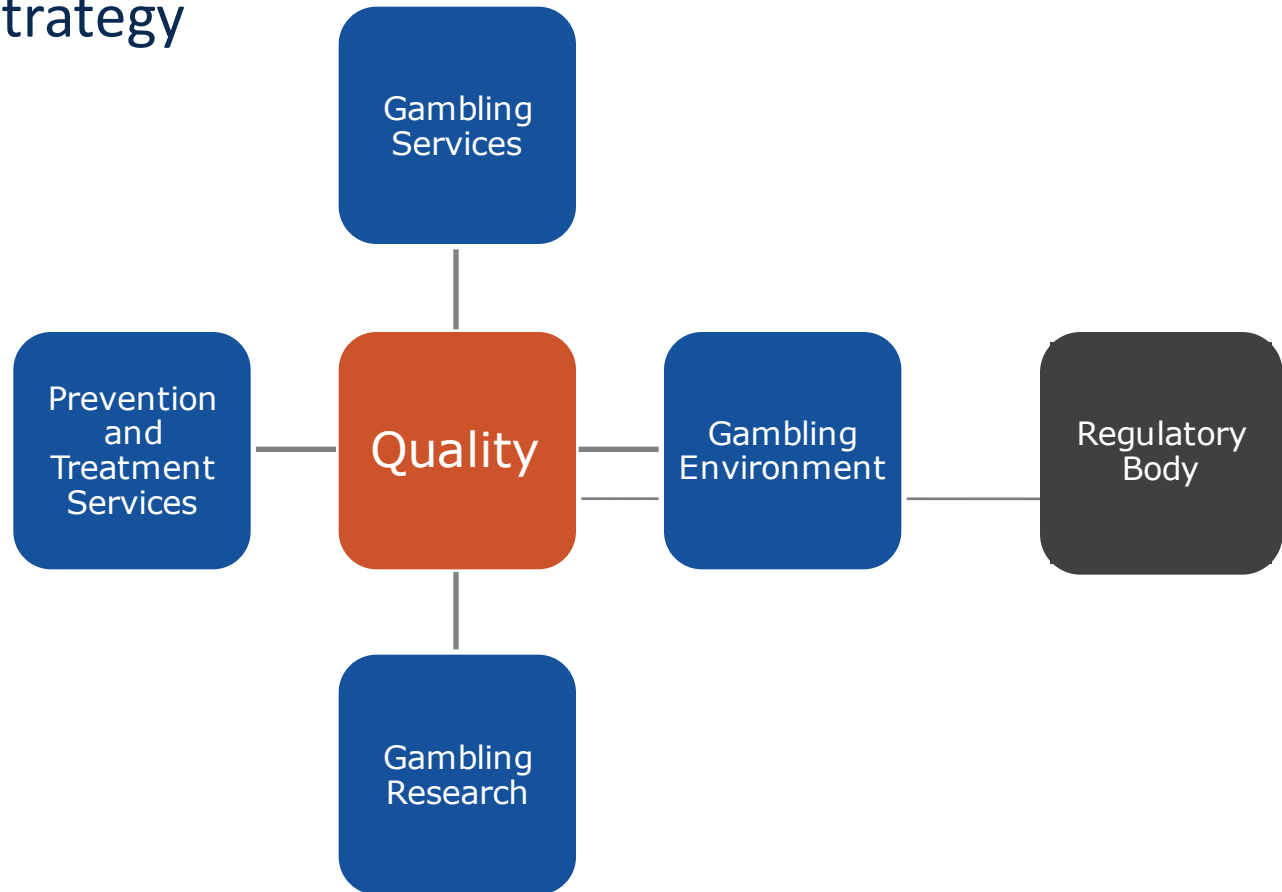 trategy
Gambling
Services
Prevention
and
Treatment
Services
Quality
Gambling
Environment
Regulatory
Body
Gambling
Research